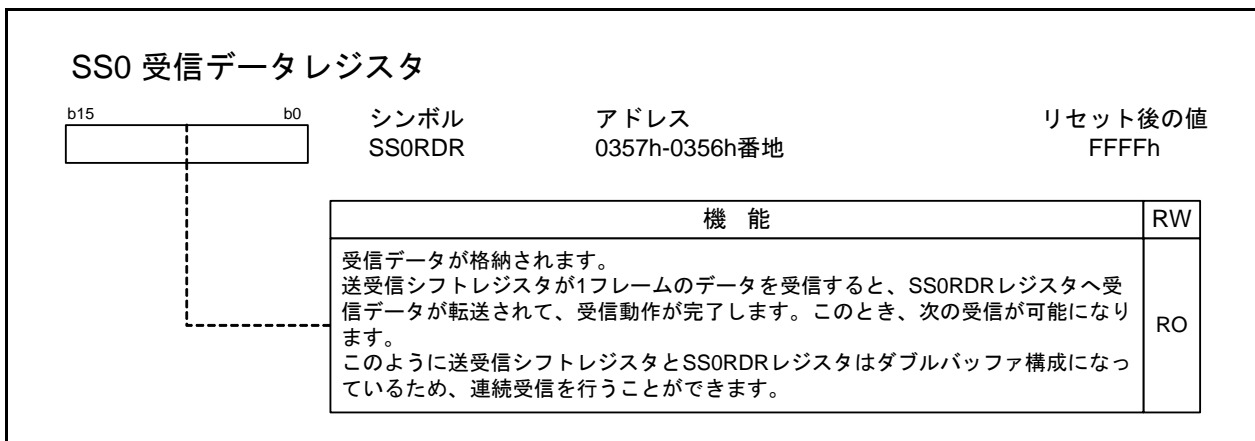 SS0 受信データレジスタ
b15 b0 シンボル アドレス リセット後の値
SS0RDR 0357h-0356h番地 FFFFh
機 能 RW
受信データが格納されます。
送受信シフトレジスタが1フレームのデータを受信すると、SS0RDRレジスタへ受
信データが転送されて、受信動作が完了します。このとき、次の受信が可能になり
ます。
このように送受信シフトレジスタとSS0RDRレジスタはダブルバッファ構成になっ
ているため、連続受信を行うことができます。
RO